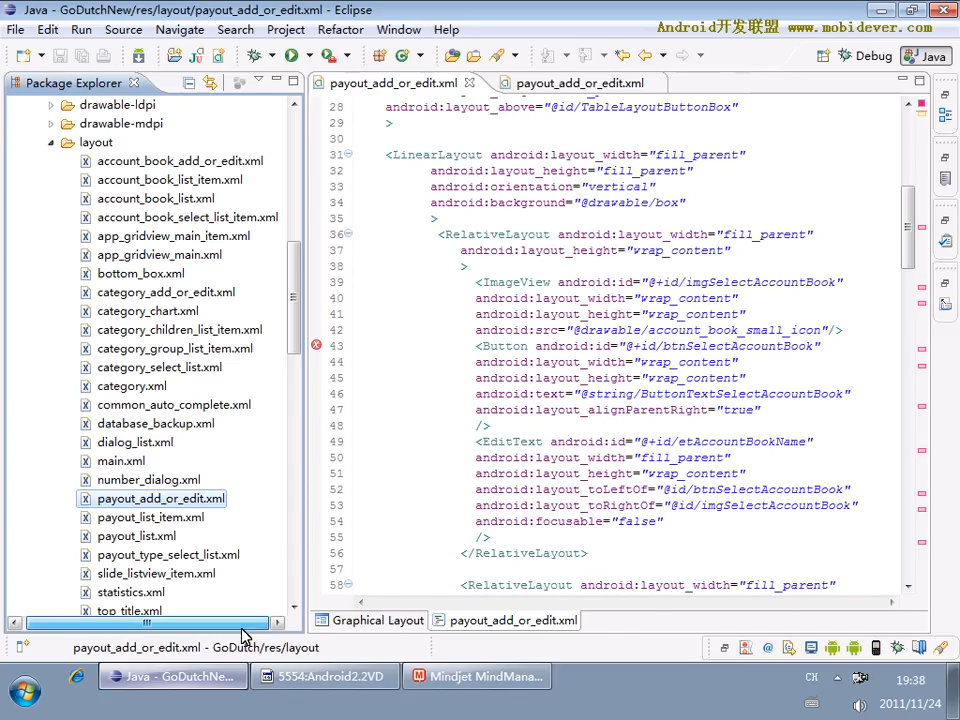 Java - GoDutchNew/res/layout/payout_add_or_edit.xml - Eclipse
File Edit Run Source Navigate Search Project Refactor Window Help
Android开发联盟 www.mobidever.com
Debug Java
Package Explorer
payout_add_or_edit.xml payout_add_or_edit.xml
drawable-ldpi
drawable-mdpi
layout
account_book_add_or_edit.xml
account_book_list_item.xml
account_book_list.xml
account_book_select_list_item.xml
app_gridview_main_item.xml
app_gridview_main.xml
bottom_box.xml
category_add_or_edit.xml
category_chart.xml
category_children_list_item.xml
category_group_list_item.xml
category_select_list.xml
category.xml
common_auto_complete.xml
database_backup.xml
dialog_list.xml
main.xml
number_dialog.xml
payout_add_or_edit.xml
payout_list_item.xml
payout_list.xml
payout_type_select_list.xml
slide_listview_item.xml
statistics.xml
top_title.xml
28 android:layout_above="@id/TableLayoutButtonBox"
29 >
30
31 <LinearLayout android:layout_width="fill_parent"
32 android:layout_height="fill_parent"
33 android:orientation="vertical"
34 android:background="@drawable/box"
35 >
36 <RelativeLayout android:layout_width="fill_parent"
37 android:layout_height="wrap_content"
38 >
39 <ImageView android:id="@+id/imgSelectAccountBook"
40 android:layout_width="wrap_content"
41 android:layout_height="wrap_content"
42 android:src="@drawable/account_book_small_icon"/>
43 <Button android:id="@+id/btnSelectAccountBook"
44 android:layout_width="wrap_content"
45 android:layout_height="wrap_content"
46 android:text="@string/ButtonTextSelectAccountBook"
47 android:layout_alignParentRight="true"
48 />
49 <EditText android:id="@+id/etAccountBookName"
50 android:layout_width="fill_parent"
51 android:layout_height="wrap_content"
52 android:layout_toLeftOf="@id/btnSelectAccountBook"
53 android:layout_toRightOf="@id/imgSelectAccountBook"
54 android:focusable="false"
55 />
56 </RelativeLayout>
57
58 <RelativeLayout android:layout_width="fill_parent"
Graphical Layout payout_add_or_edit.xml
payout_add_or_edit.xml - GoDutch/res/layout
Java - GoDutchNe... 5554:Android2.2VD Mindjet MindMana...
CH
19:38
2011/11/24